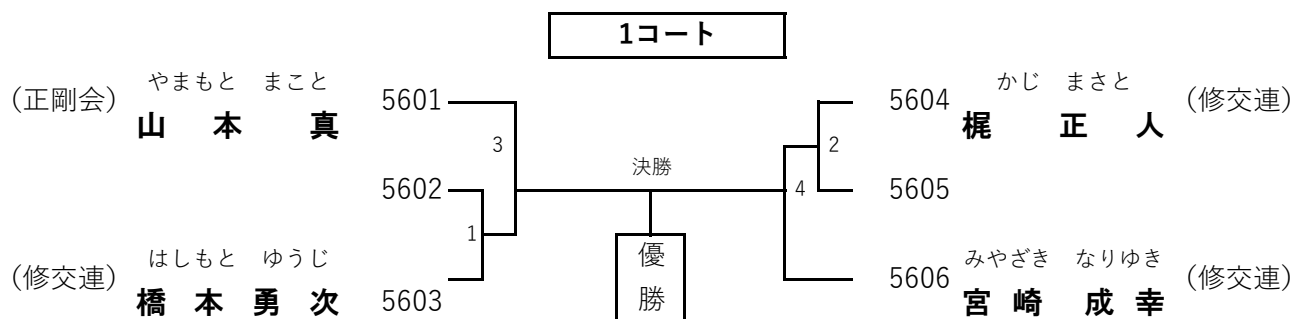 1コート
やまもと まこと
(正剛会) 山 本 真 5601
5602
はしもと ゆうじ
(修交連) 橋 本 勇 次 5603
3
1
決勝
優
勝
2
4
かじ まさと
5604 梶 正 人 (修交連)
5605
みやざき なりゆき
5606 宮 崎 成 幸 (修交連)